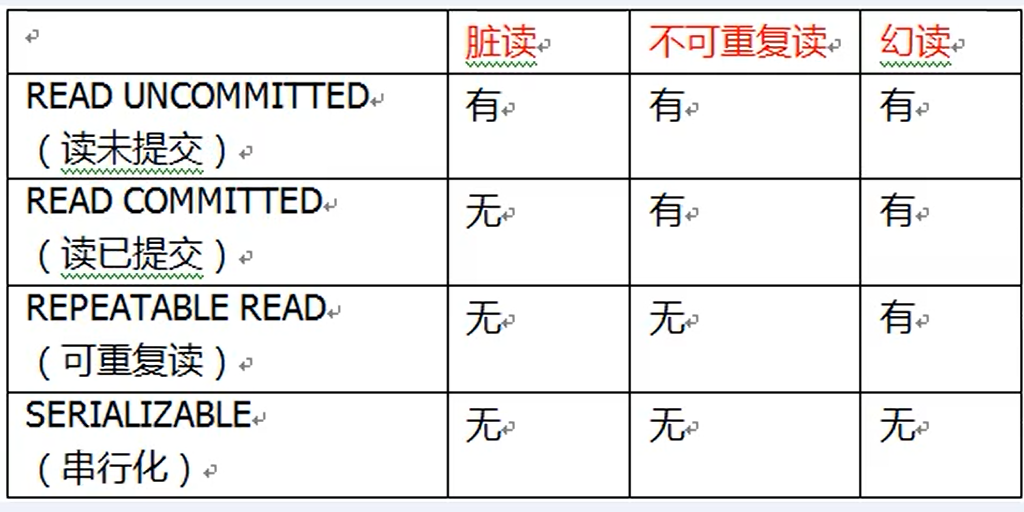 脏读 不可重复读 幻读
READ UNCOMMITTED
（读未提交） 有 有 有
READ COMMITTED
（读已提交） 无 有 有
REPEATABLE READ
（可重复读） 无 无 有
SERIALIZABLE
（串行化） 无 无 无